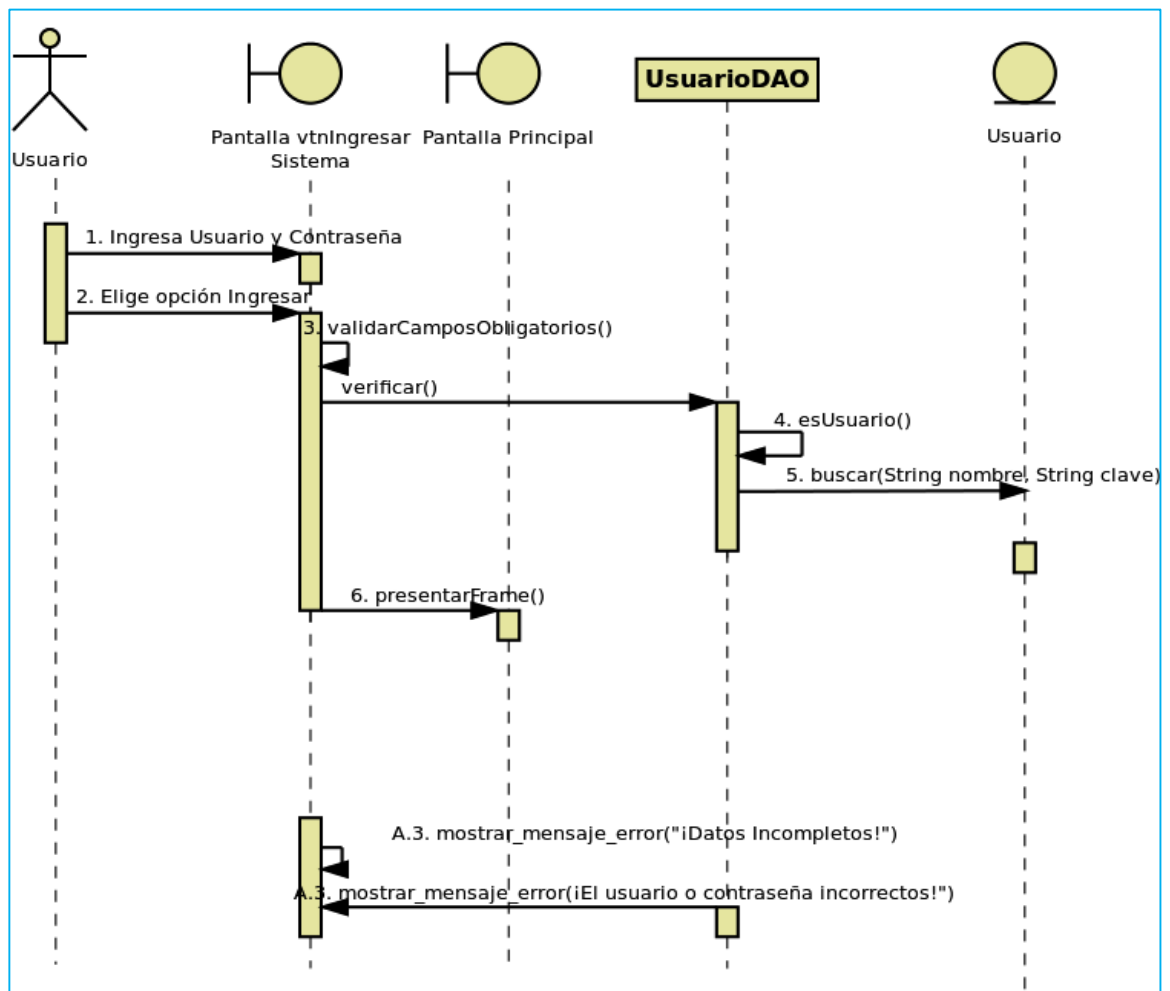 UsuarioDAO
Pantalla vtnIngresar
Sistema
Pantalla Principal
Usuario
Usuario
1. Ingresa Usuario y Contraseña
2. Elige opción Ingresar
3. validarCamposObligatorios()
verificar()
4. esUsuario()
5. buscar(String nombre, String clave)
6. presentarFrame()
A.3. mostrar_mensaje_error("¡Datos Incompletos!")
A.3. mostrar_mensaje_error(¡El usuario o contraseña incorrectos!")